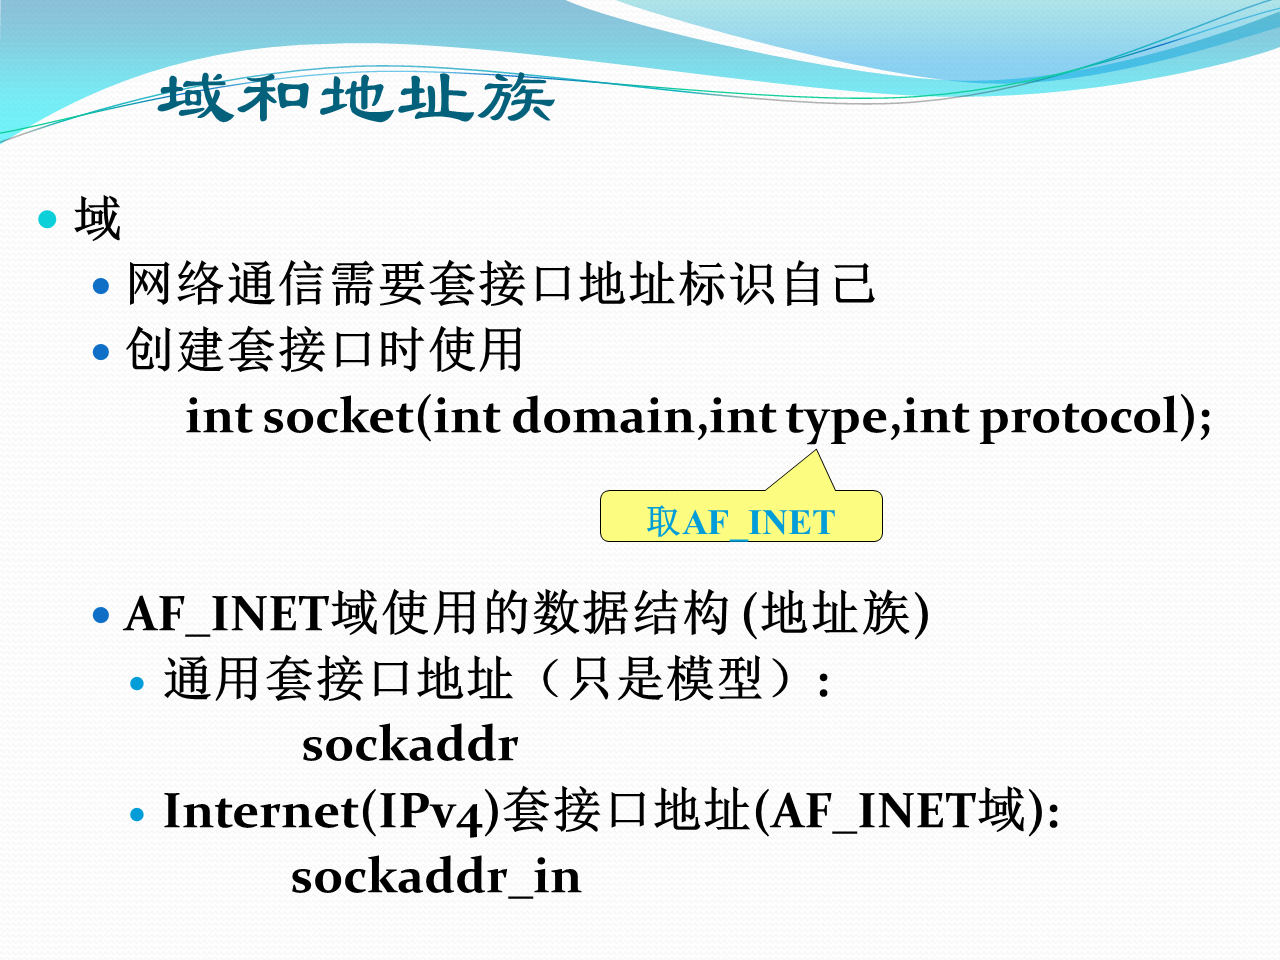 域和地址族
域
网络通信需要套接口地址标识自己
创建套接口时使用
int socket(int domain,int type,int protocol);
取AF_INET
AF_INET域使用的数据结构 (地址族)
通用套接口地址（只是模型）:
sockaddr
Internet(IPv4)套接口地址(AF_INET域):
sockaddr_in